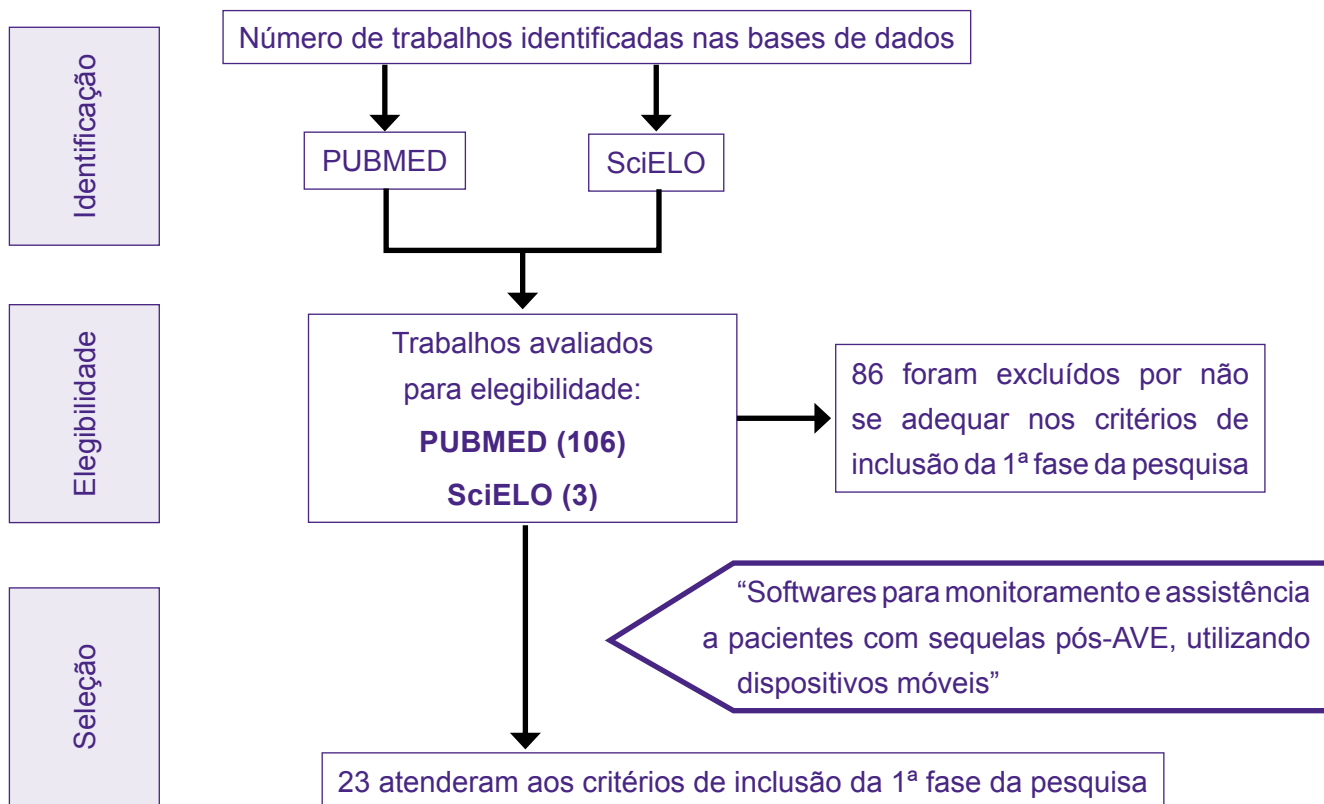 Identificação
Número de trabalhos identificadas nas bases de dados
PUBMED
SciELO
Elegibilidade
Trabalhos avaliados
para elegibilidade:
PUBMED (106)
SciELO (3)
86 foram excluídos por não
se adequar nos critérios de
inclusão da 1ª fase da pesquisa
Seleção
“Softwares para monitoramento e assistência
a pacientes com sequelas pós-AVE, utilizando
dispositivos móveis”
23 atenderam aos critérios de inclusão da 1ª fase da pesquisa